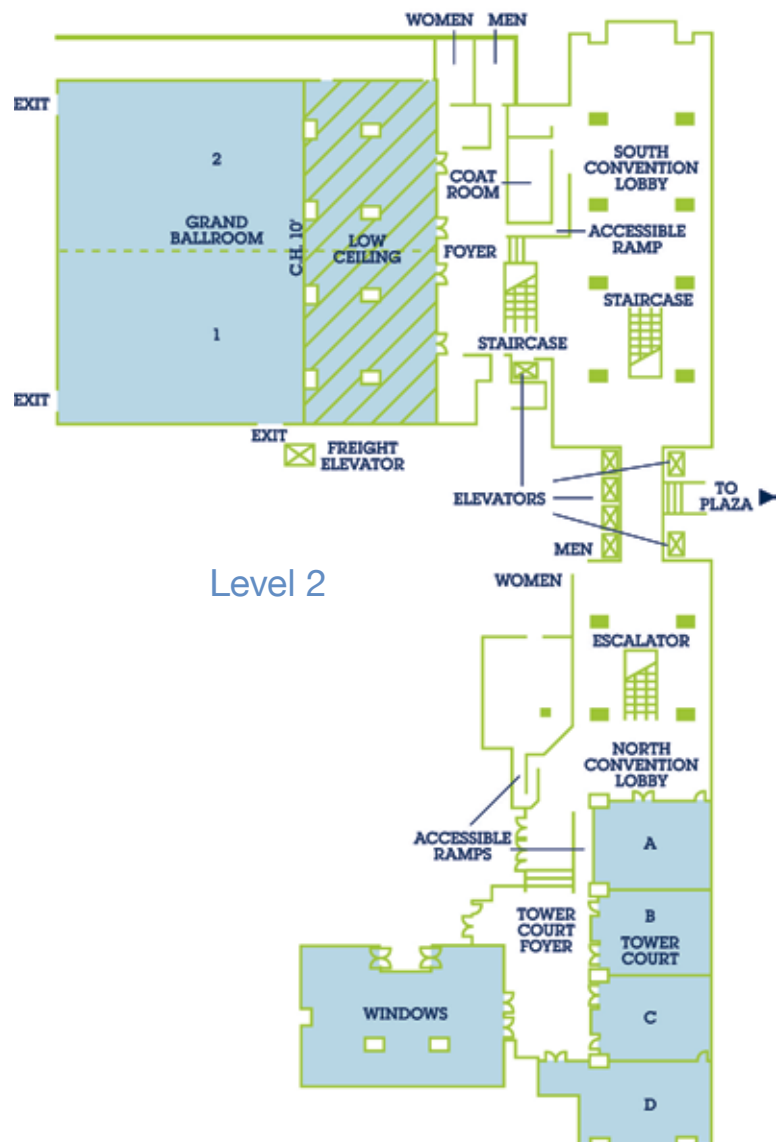 WOMEN
MEN
EXIT
2
SOUTH
CONVENTION
LOBBY
COAT
ROOM
GRAND
BALLROOM
C.H. 10'
LOW
CEILING
FOYER
ACCESSIBLE
RAMP
STAIRCASE
1
STAIRCASE
EXIT
EXIT
FREIGHT
ELEVATOR
ELEVATORS
TO
PLAZA
MEN
Level 2
WOMEN
ESCALATOR
NORTH
CONVENTION
LOBBY
ACCESSIBLE
RAMPS
A
TOWER
COURT
FOYER
B
TOWER
COURT
WINDOWS
C
D